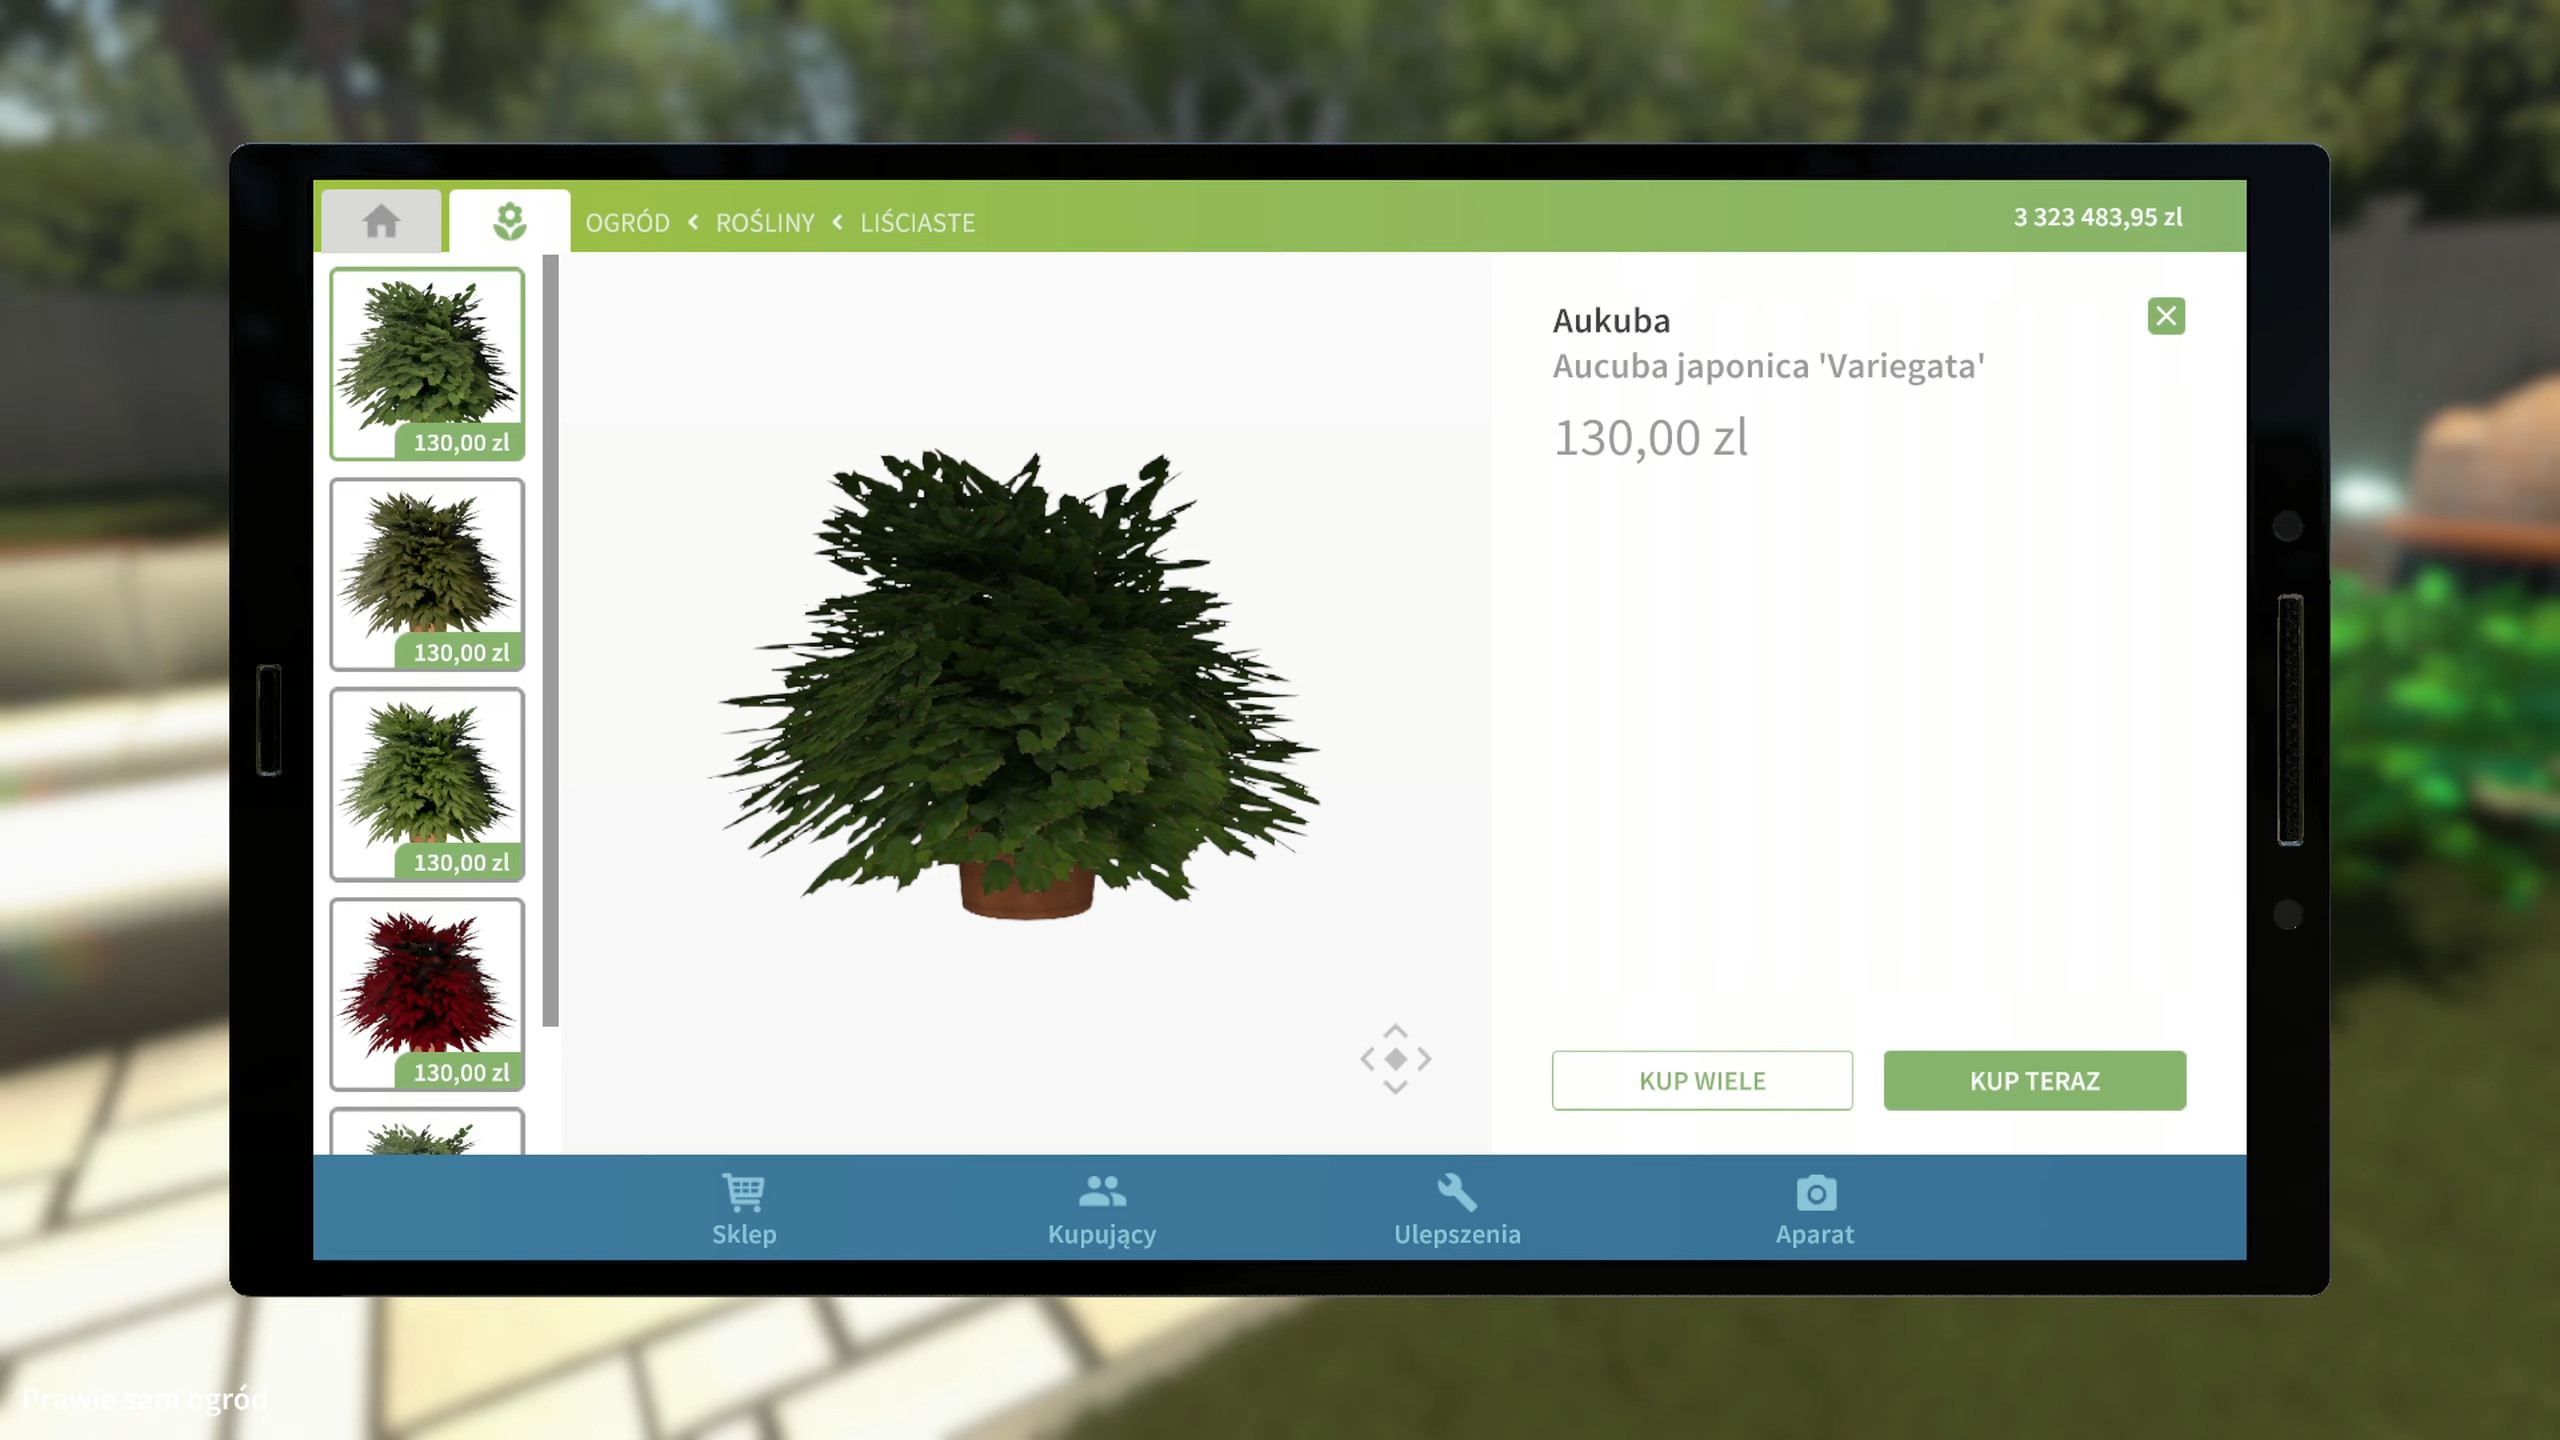 OGRÓD < ROŚLINY < LIŚCIASTE
3 323 483,95 zl
130,00 zl
130,00 zl
130,00 zl
130,00 zl
Aukuba
Aucuba japonica 'Variegata'
130,00 zl
KUP WIELE
KUP TERAZ
Sklep
Kupujący
Ulepszenia
Aparat
Prawie sam ogród